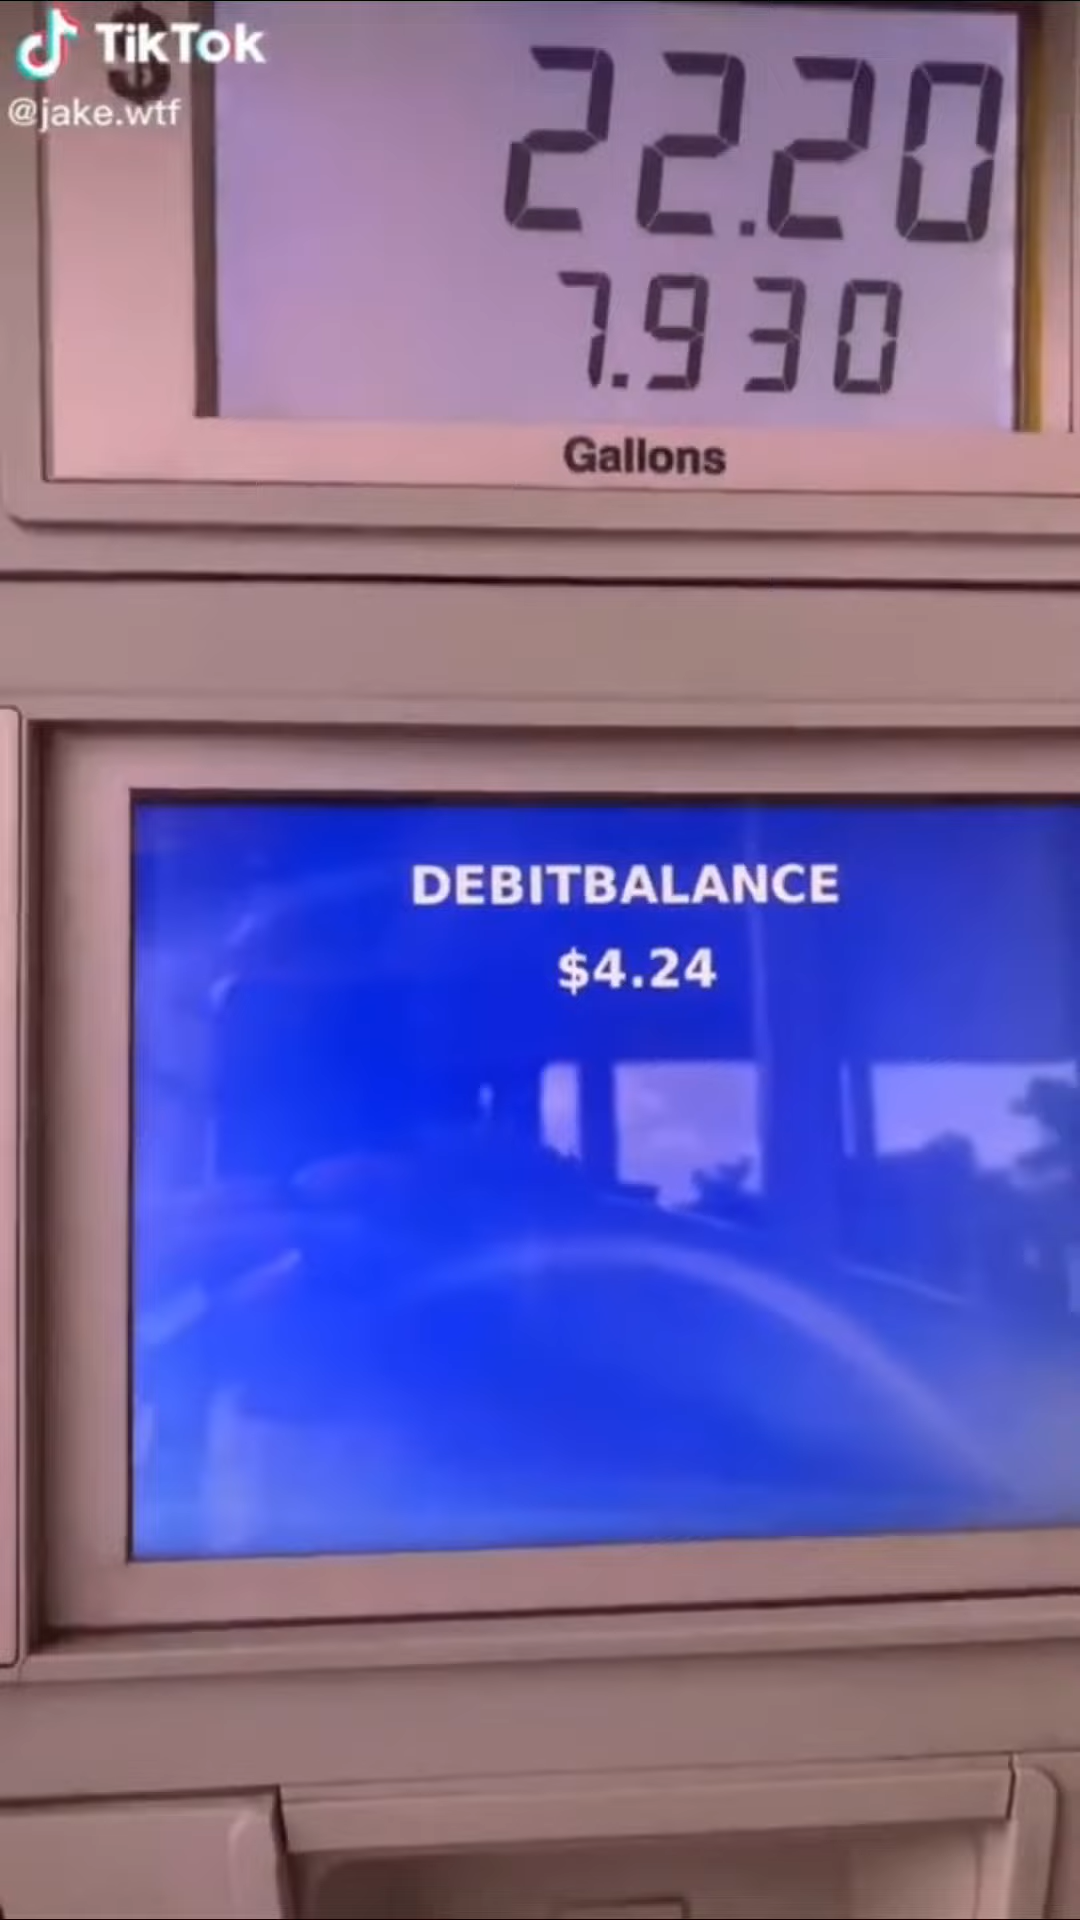 TikTok
@jake.wtf
$
22.20
7.930
Gallons
DEBITBALANCE
$4.24